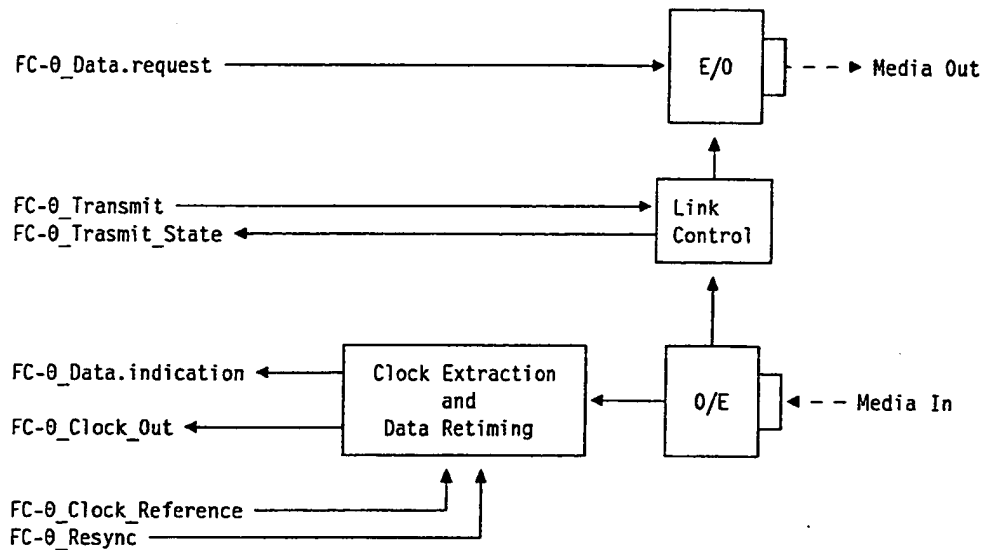 FC-0_Data.request
E/O
Media Out
FC-0_Transmit
FC-0_Trasmit_State
Link
Control
FC-0_Data.indication
FC-0_Clock_Out
Clock Extraction
and
Data Retiming
O/E
Media In
FC-0_Clock_Reference
FC-0_Resync